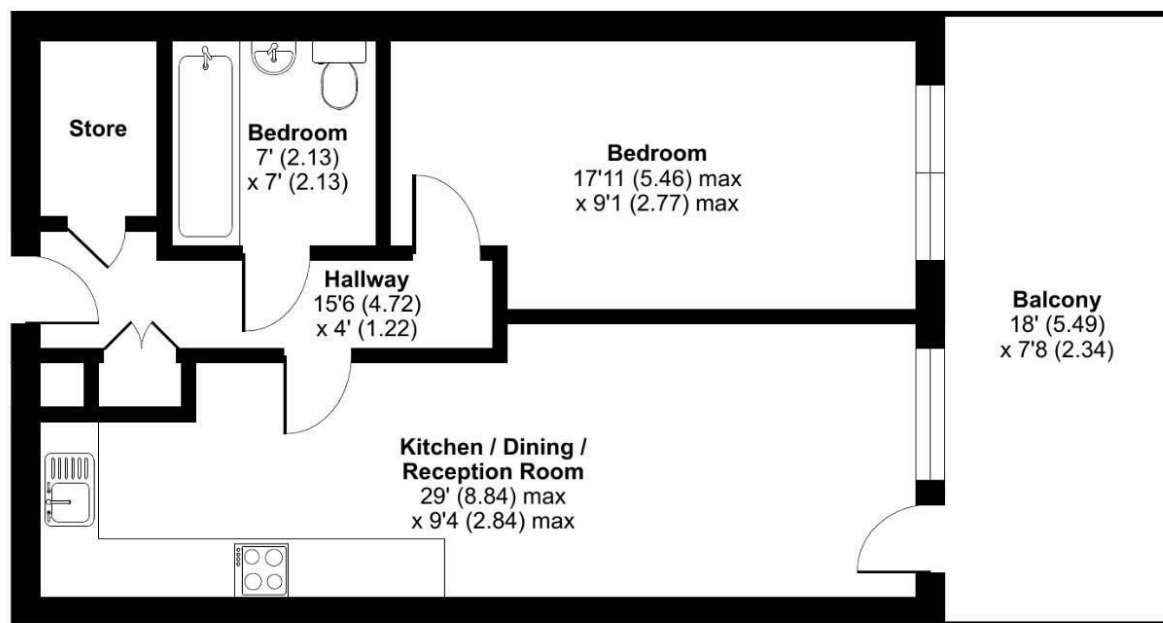 Store
Bedroom
7' (2.13)
x 7' (2.13)
Bedroom
17'11 (5.46) max
x 9'1 (2.77) max
Hallway
15'6 (4.72)
x 4' (1.22)
Balcony
18' (5.49)
x 7'8 (2.34)
Kitchen / Dining /
Reception Room
29' (8.84) max
x 9'4 (2.84) max